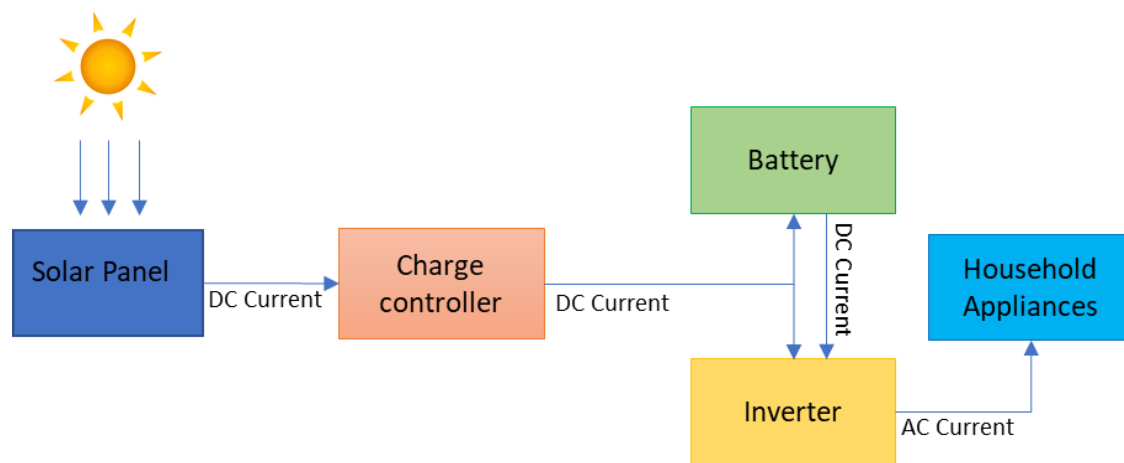 Solar Panel
DC Current
Charge
controller
DC Current
Battery
DC Current
Inverter
AC Current
Household
Appliances